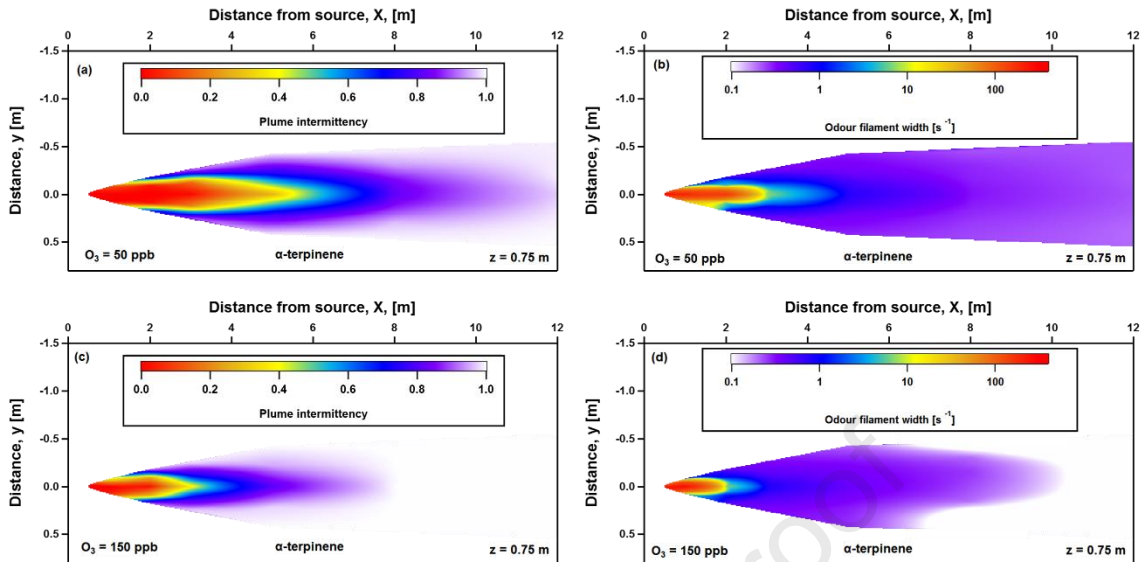 Distance from source, X, [m]
0 2 4 6 8 10 12
-1.5
-1.0
-0.5
0.0
0.5
Distance, y [m]
(a)
0.0 0.2 0.4 0.6 0.8 1.0
Plume intermittency
O3 = 50 ppb α-terpinene z = 0.75 m
Distance from source, X, [m]
0 2 4 6 8 10 12
-1.5
-1.0
-0.5
0.0
0.5
Distance, y [m]
(b)
0.1 1 10 100
Odour filament width [s -1]
O3 = 50 ppb α-terpinene z = 0.75 m
Distance from source, X, [m]
0 2 4 6 8 10 12
-1.5
-1.0
-0.5
0.0
0.5
Distance, y [m]
(c)
0.0 0.2 0.4 0.6 0.8 1.0
Plume intermittency
O3 = 150 ppb α-terpinene z = 0.75 m
Distance from source, X, [m]
0 2 4 6 8 10 12
-1.5
-1.0
-0.5
0.0
0.5
Distance, y [m]
(d)
0.1 1 10 100
Odour filament width [s -1]
O3 = 150 ppb α-terpinene z = 0.75 m
roof